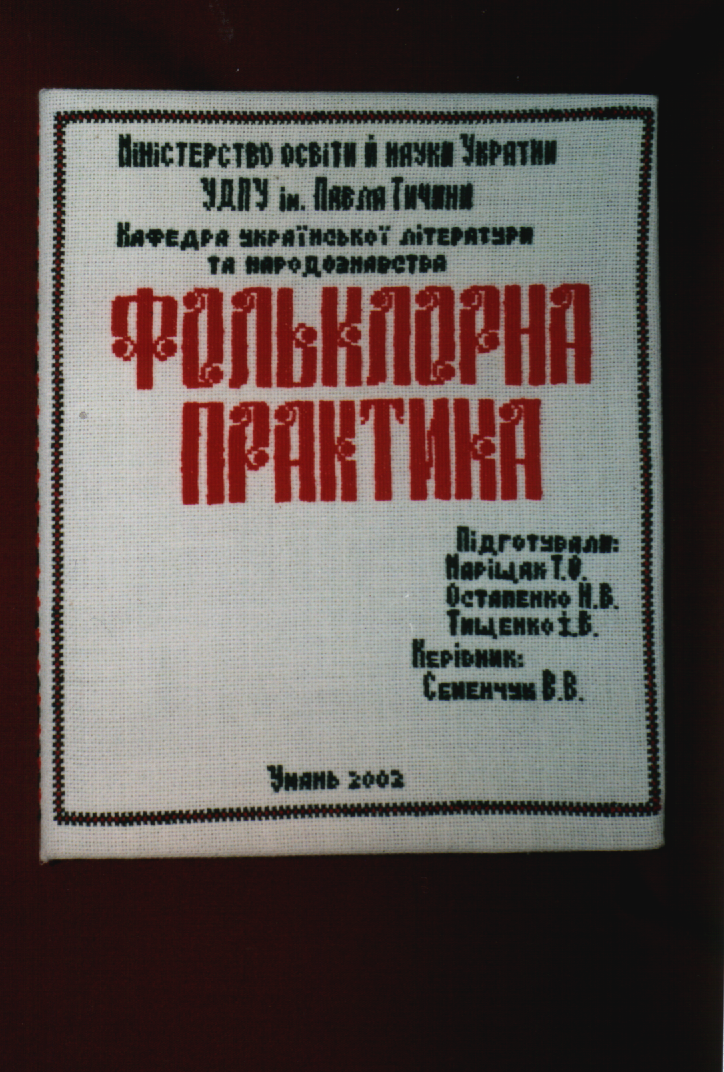 Міністерство освіти й науки України
УДПУ ім. Павла Тичини
Кафедра української літератури
та народознавства
ФОЛЬКЛОРНА
ПРАКТИКА
Підготували:
Маріщак Т.О.
Остапенко Н.В.
Тищенко І.В.
Керівник:
Семенчук В.В.
Умань 2002